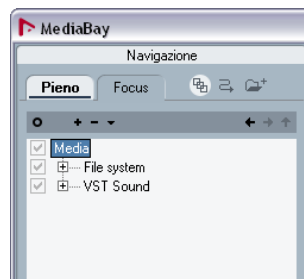 MediaBay
Navigazione
Pieno Focus
Media
File system
VST Sound